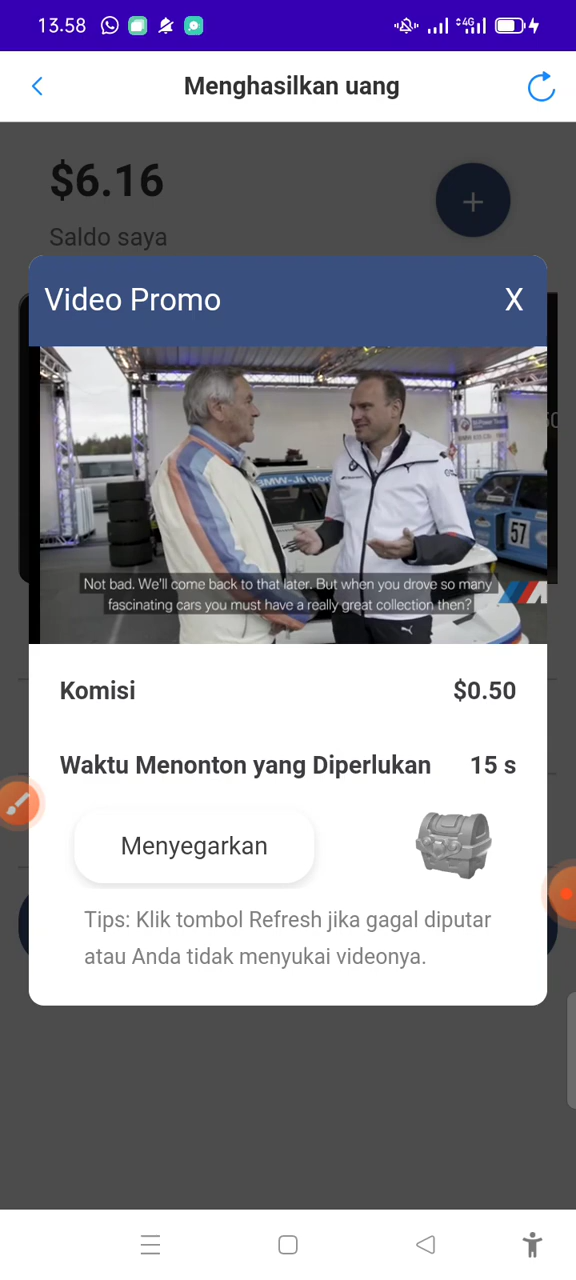 13.58
4G
Menghasilkan uang
$6.16
Saldo saya
Video Promo
X
57
Not bad. We'll come back to that later. But when you drove so many
fascinating cars you must have a really great collection then?
Komisi
$0.50
Waktu Menonton yang Diperlukan
15 s
Menyegarkan
Tips: Klik tombol Refresh jika gagal diputar
atau Anda tidak menyukai videonya.